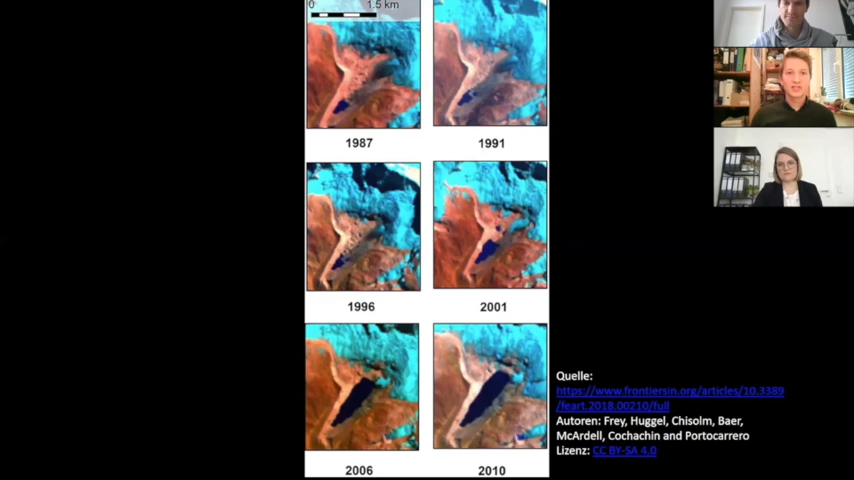 0 1.5 km
1987 1991
1996 2001
2006 2010
Quelle:
https://www.frontiersin.org/articles/10.3389
/feart.2018.00210/full
Autoren: Frey, Huggel, Chisolm, Baer,
McArdell, Cochachin and Portocarrero
Lizenz: CC BY-SA 4.0